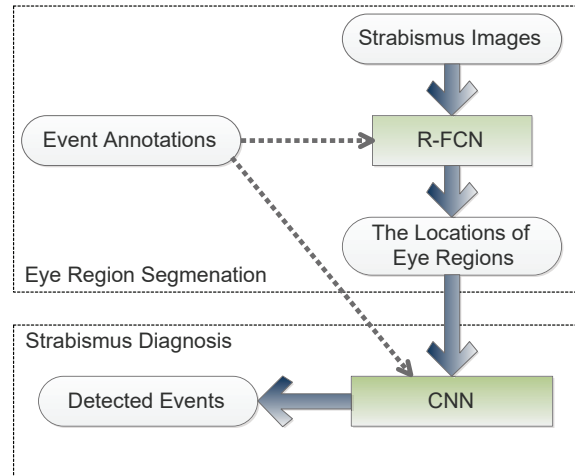 Strabismus Images
Event Annotations
R-FCN
The Locations of
Eye Regions
Eye Region Segmenation
Strabismus Diagnosis
Detected Events
CNN